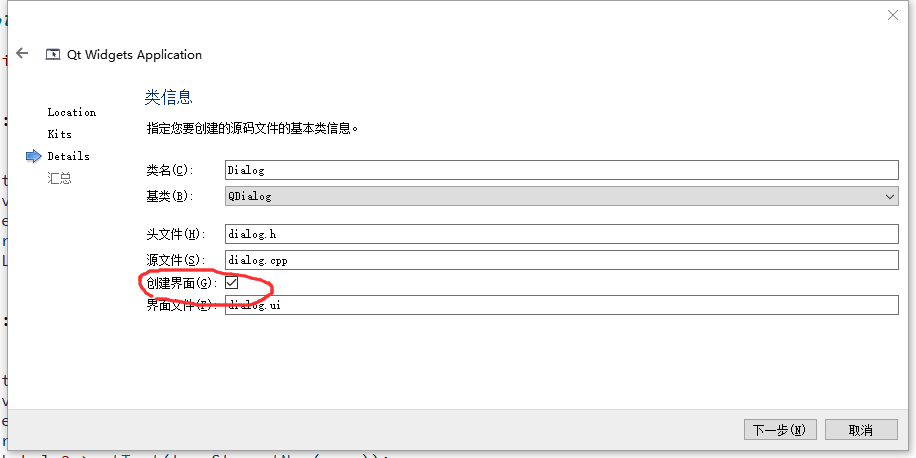 Qt Widgets Application
类信息
Location
指定您要创建的源码文件的基本类信息。
Kits
Details
汇总
类名(C): Dialog
基类(B): QDialog
头文件(H): dialog.h
源文件(S): dialog.cpp
创建界面(G):
界面文件(F): dialog.ui
下一步(N)
取消